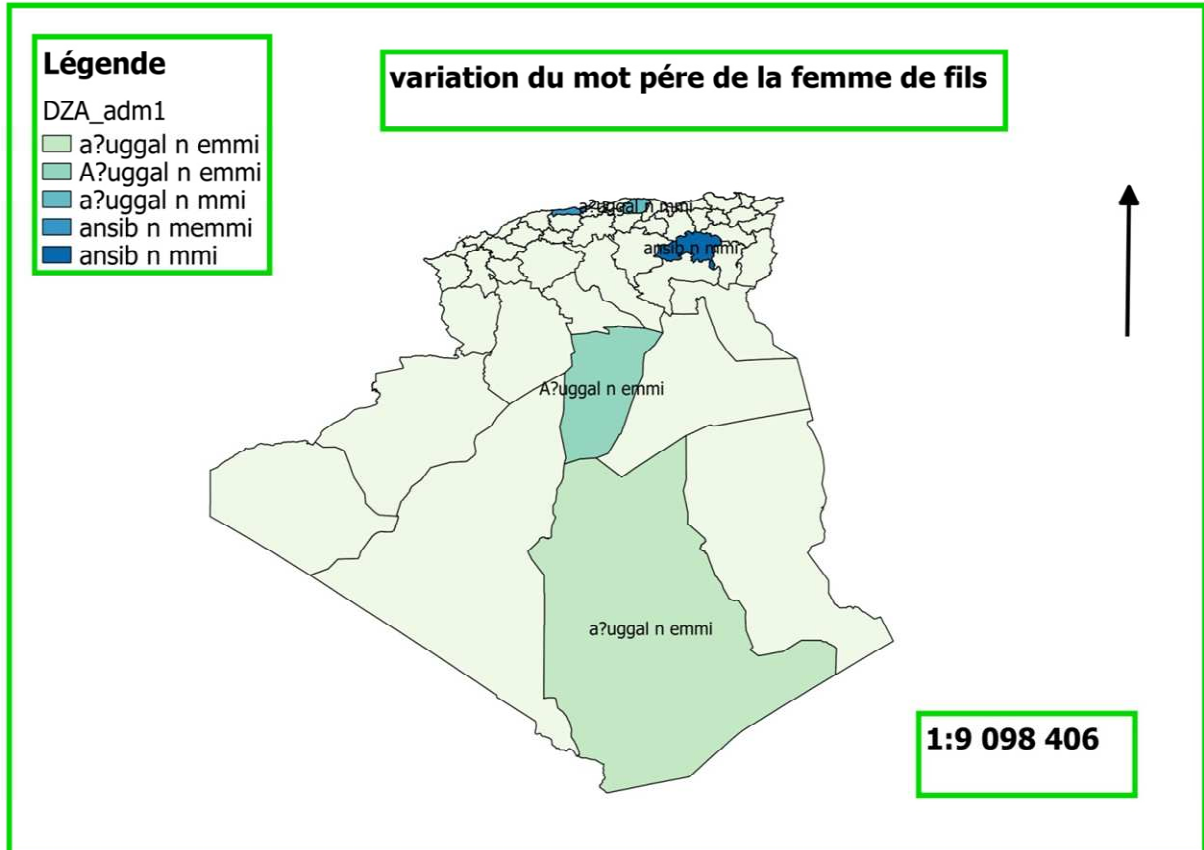 Légende
DZA_adm1
a?uggal n emmi
A?uggal n emmi
a?uggal n mmi
ansib n memmi
ansib n mmi
variation du mot pére de la femme de fils
a?uggal n mmi
ansib n mmi
A?uggal n emmi
a?uggal n emmi
1:9 098 406